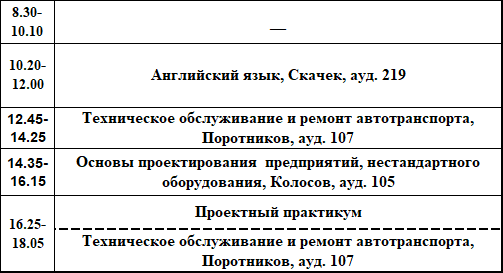 8.30-
10.10
—
10.20-
12.00
Английский язык, Скачек, ауд. 219
12.45-
14.25
Техническое обслуживание и ремонт автотранспорта,
Поротников, ауд. 107
14.35-
16.15
Основы проектирования предприятий, нестандартного
оборудования, Колосов, ауд. 105
16.25-
18.05
Проектный практикум
Техническое обслуживание и ремонт автотранспорта,
Поротников, ауд. 107